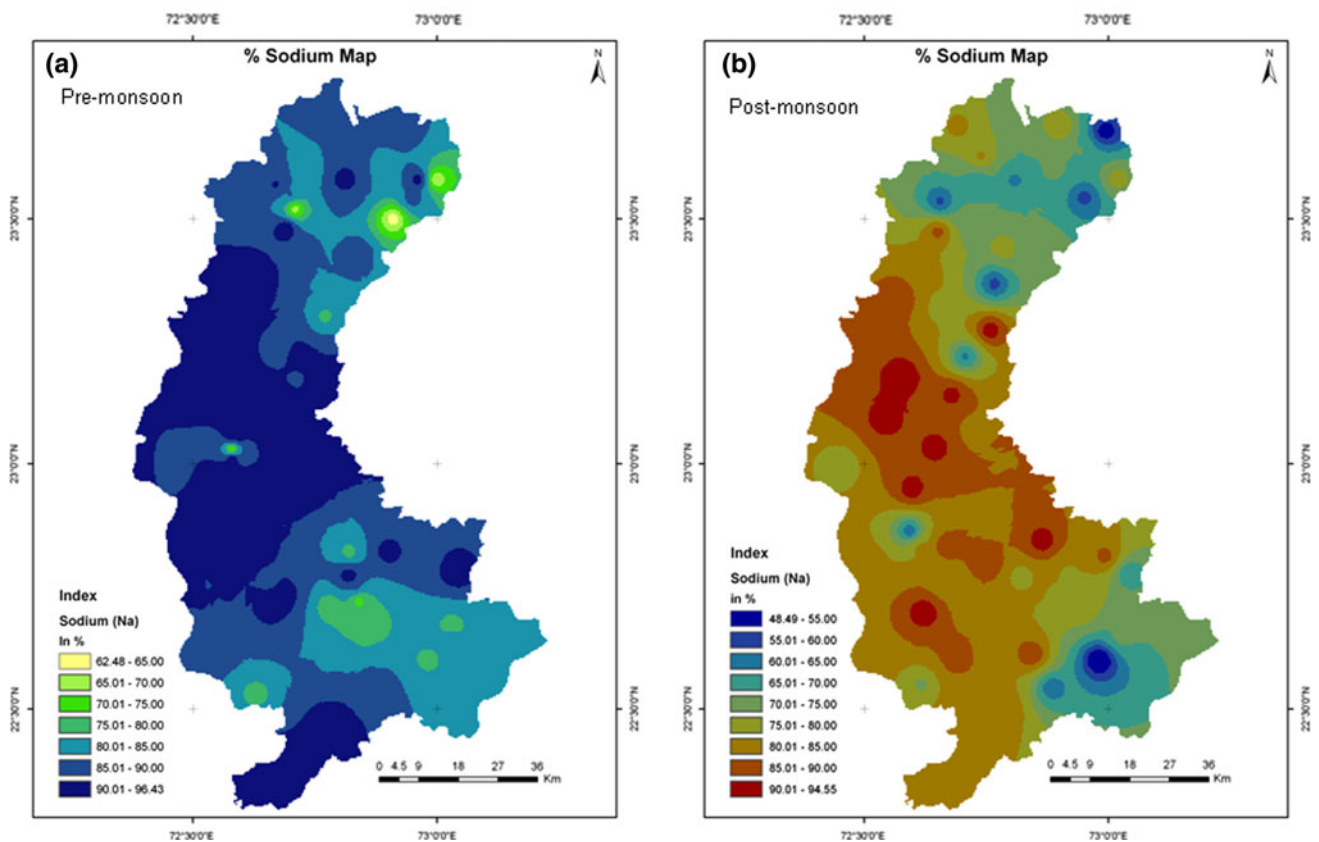 72°30'0"E 73°0'0"E
(a) % Sodium Map
N
Pre-monsoon
23°30'0"N 23°30'0"N
23°0'0"N 23°0'0"N
22°30'0"N 22°30'0"N
Index
Sodium (Na)
In %
62.48 - 65.00
65.01 - 70.00
70.01 - 75.00
75.01 - 80.00
80.01 - 85.00
85.01 - 90.00
90.01 - 96.43
0 4.5 9 18 27 36
Km
72°30'0"E 73°0'0"E
72°30'0"E 73°0'0"E
(b) % Sodium Map
N
Post-monsoon
23°30'0"N 23°30'0"N
23°0'0"N 23°0'0"N
22°30'0"N 22°30'0"N
Index
Sodium (Na)
in %
48.49 - 55.00
55.01 - 60.00
60.01 - 65.00
65.01 - 70.00
70.01 - 75.00
75.01 - 80.00
80.01 - 85.00
85.01 - 90.00
90.01 - 94.55
0 4.5 9 18 27 36
Km
72°30'0"E 73°0'0"E